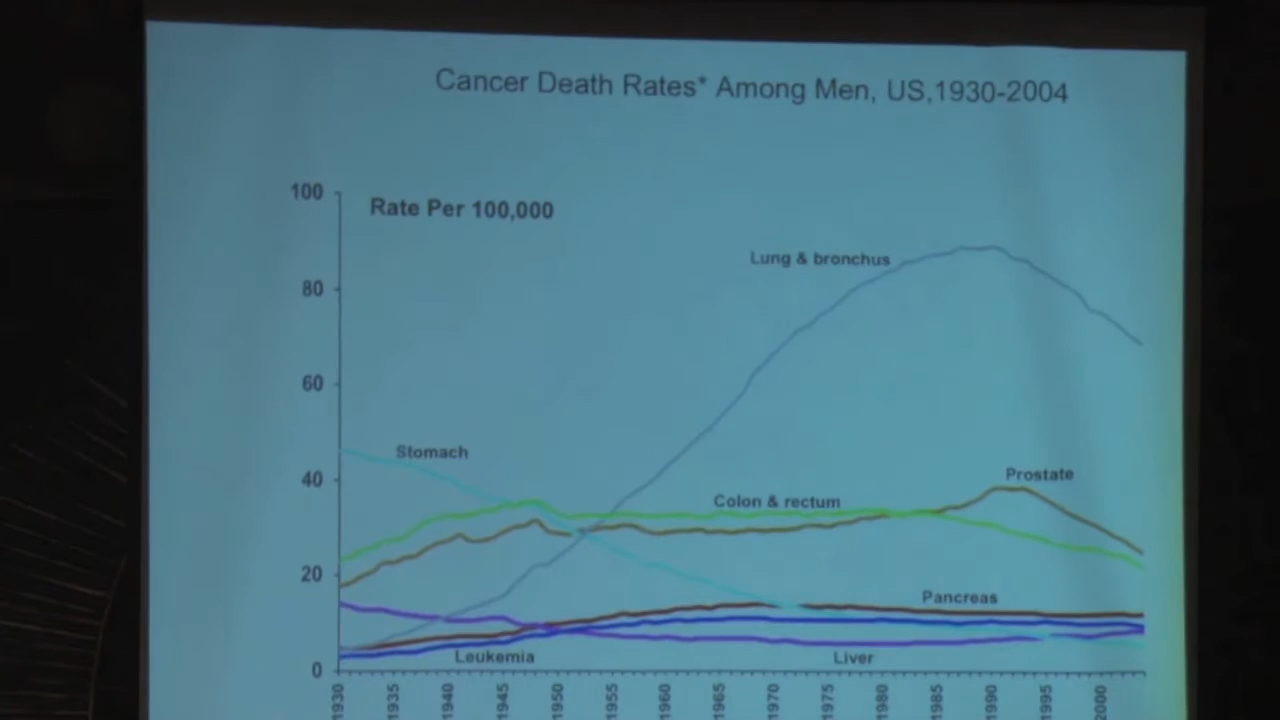 Cancer Death Rates* Among Men, US,1930-2004
100
Rate Per 100,000
Lung & bronchus
80
60
Stomach
40
Prostate
Colon & rectum
20
Pancreas
Leukemia
Liver
0
1930
1935
1940
1945
1950
1955
1960
1965
1970
1975
1980
1985
1990
1995
2000